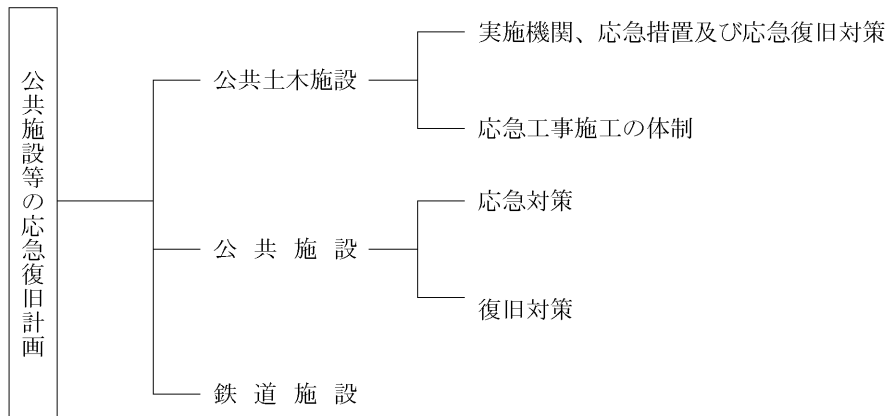 公共施設等の応急復旧計画
公共土木施設
実施機関、応急措置及び応急復旧対策
応急工事施工の体制
公共施設
応急対策
復旧対策
鉄道施設